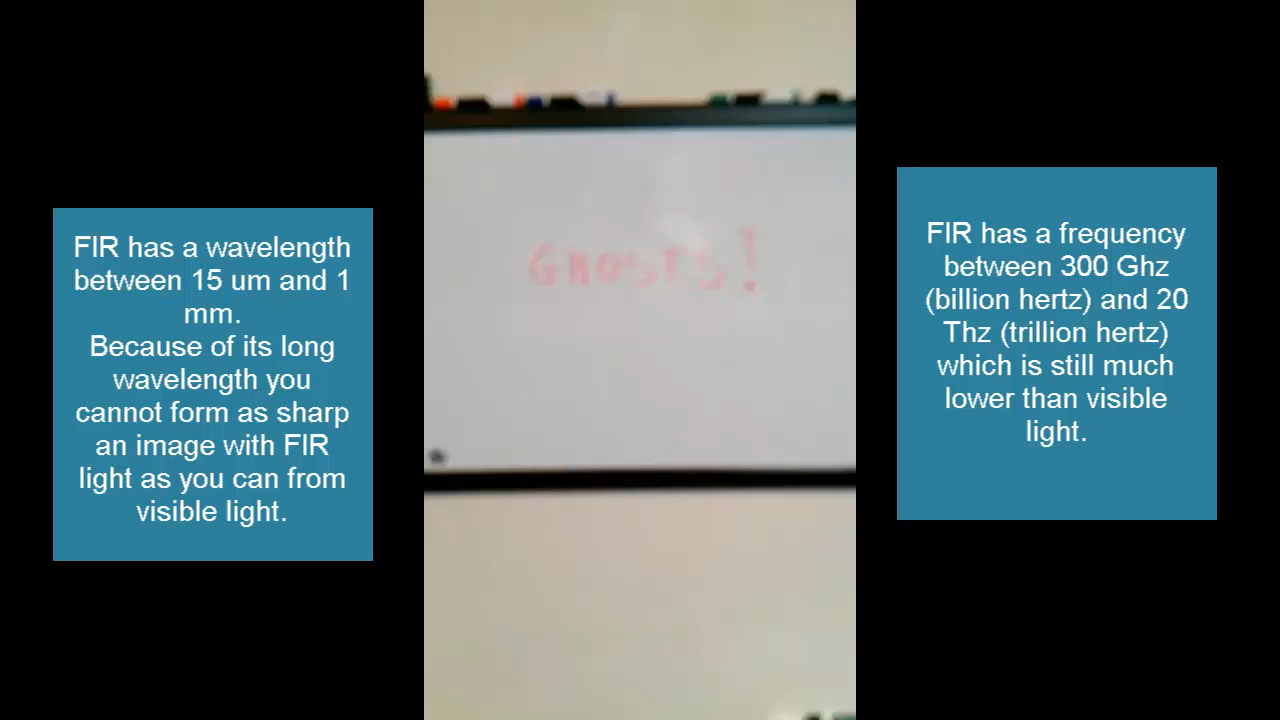 FIR has a wavelength
between 15 um and 1
mm.
Because of its long
wavelength you
cannot form as sharp
an image with FIR
light as you can from
visible light.
GHOSTS!
FIR has a frequency
between 300 Ghz
(billion hertz) and 20
Thz (trillion hertz)
which is still much
lower than visible
light.